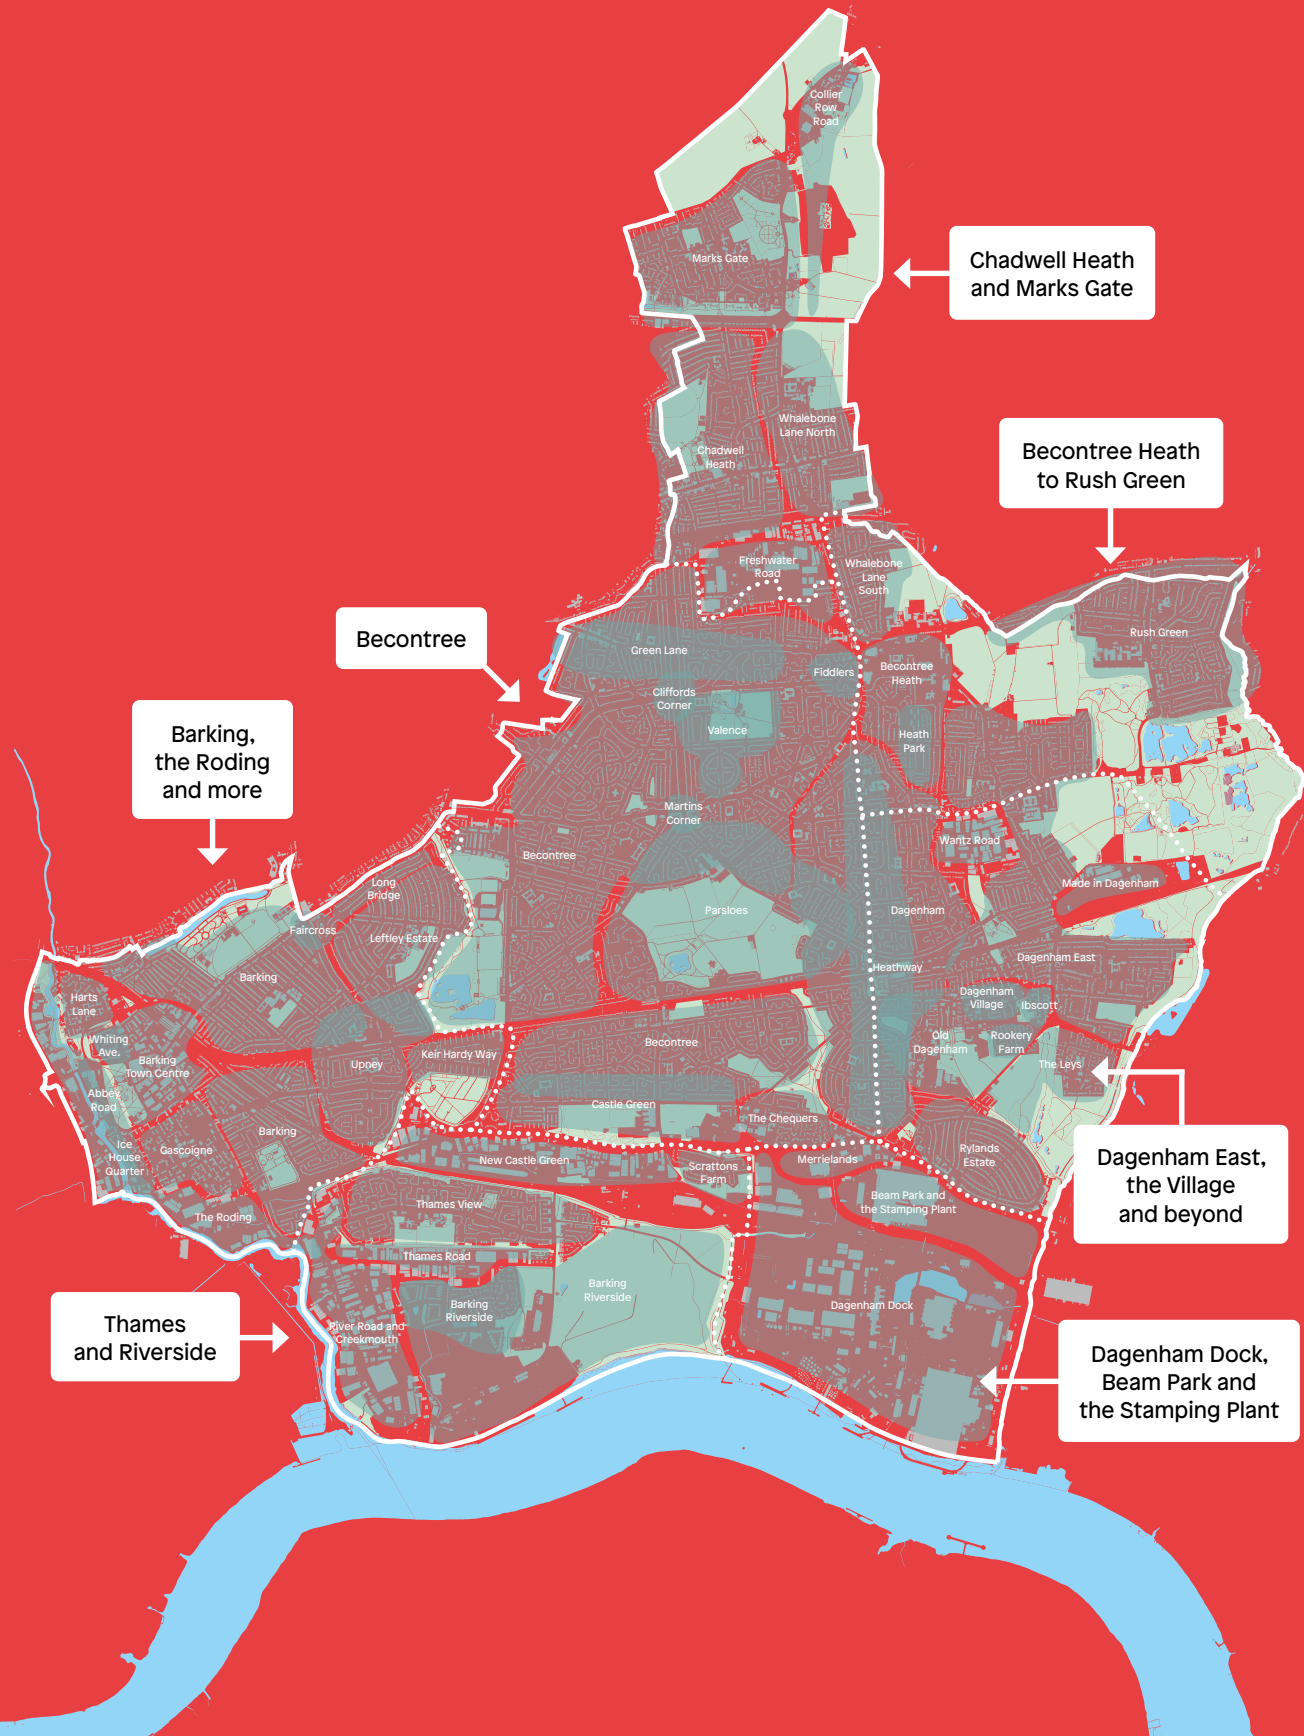 Collier
Row
Road
Marks Gate
Chadwell Heath
and Marks Gate
Whalebone
Lane North
Chadwell
Heath
Becontree Heath
to Rush Green
Freshwater
Road
Whalebone
Lane
South
Rush Green
Becontree
Green Lane
Fiddlers
Becontree
Heath
Cliffords
Corner
Valence
Heath
Park
Barking,
the Roding
and more
Martins
Corner
Wantz Road
Becontree
Made in Dagenham
Long
Bridge
Parsloes
Dagenham
Faircross
Leftley Estate
Heathway
Dagenham East
Barking
Harts
Lane
Dagenham
Village
Ibscott
Whiting
Ave.
Barking
Town Centre
Upney
Keir Hardy Way
Becontree
Old
Dagenham
Rookery
Farm
The Leys
Abbey
Road
Castle Green
The Chequers
Ice
House
Quarter
Gascoigne
Barking
New Castle Green
Scrattons
Farm
Merrielands
Rylands
Estate
Dagenham East,
the Village
and beyond
The Roding
Thames View
Beam Park and
the Stamping Plant
Thames Road
Barking
Riverside
Barking
Riverside
Dagenham Dock
River Road and
Creekmouth
Thames
and Riverside
Dagenham Dock,
Beam Park and
the Stamping Plant